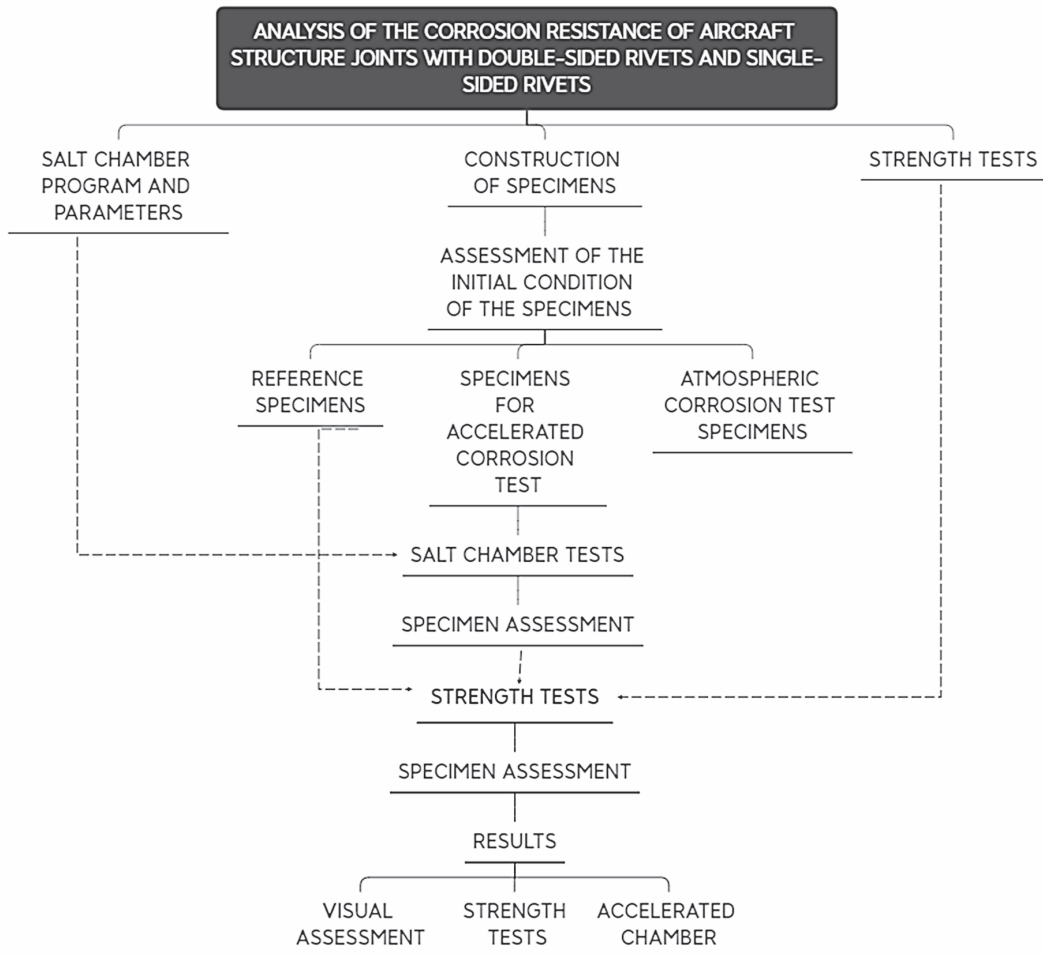 ANALYSIS OF THE CORROSION RESISTANCE OF AIRCRAFT
STRUCTURE JOINTS WITH DOUBLE-SIDED RIVETS AND SINGLE-
SIDED RIVETS
SALT CHAMBER
PROGRAM AND
PARAMETERS
CONSTRUCTION
OF SPECIMENS
STRENGTH TESTS
ASSESSMENT OF THE
INITIAL CONDITION
OF THE SPECIMENS
REFERENCE
SPECIMENS
SPECIMENS
FOR
ACCELERATED
CORROSION
TEST
ATMOSPHERIC
CORROSION TEST
SPECIMENS
SALT CHAMBER TESTS
SPECIMEN ASSESSMENT
STRENGTH TESTS
SPECIMEN ASSESSMENT
RESULTS
VISUAL
ASSESSMENT
STRENGTH
TESTS
ACCELERATED
CHAMBER